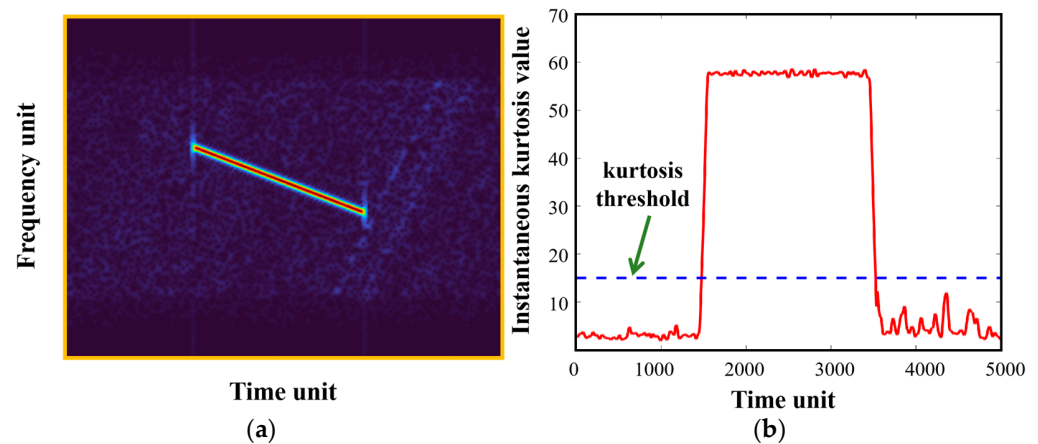 Frequency unit
Time unit
(a)
Instantaneous kurtosis value
70
60
50
40
30
20
10
kurtosis
threshold
0 1000 2000 3000 4000 5000
Time unit
(b)